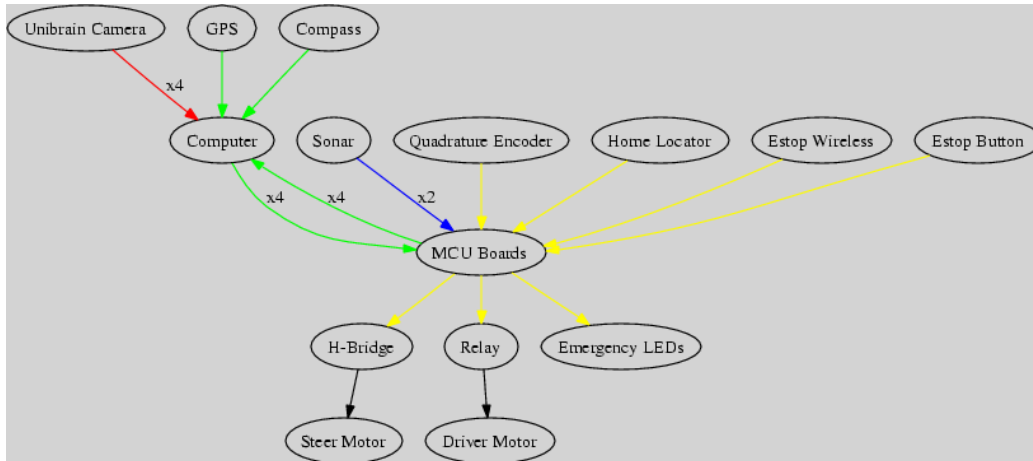 Unibrain Camera
GPS
Compass
x4
Computer
Sonar
Quadrature Encoder
Home Locator
Estop Wireless
Estop Button
x4
x4
x2
MCU Boards
H-Bridge
Relay
Emergency LEDs
Steer Motor
Driver Motor